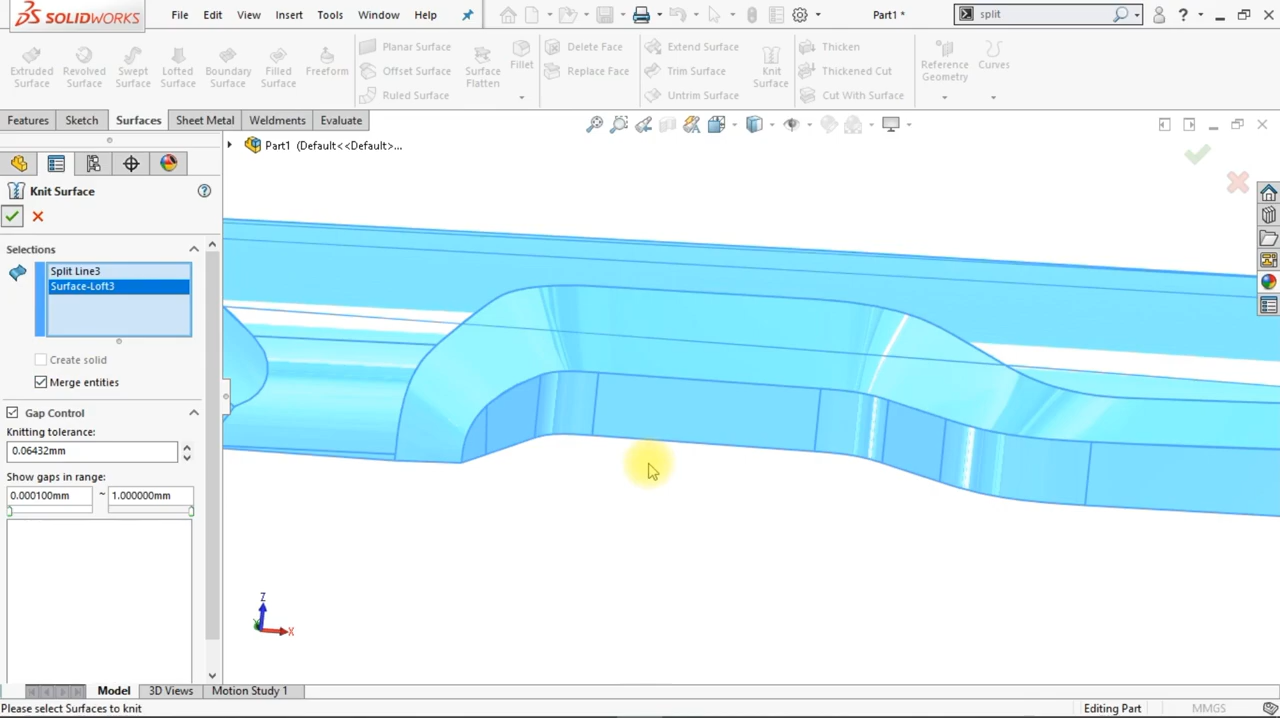 SOLIDWORKS File Edit View Insert Tools Window Help Part1 * split ?
Extruded Surface
Revolved Surface
Swept Surface
Lofted Surface
Boundary Surface
Filled Surface
Freeform
Planar Surface
Offset Surface
Ruled Surface
Surface Flatten
Fillet
Delete Face
Replace Face
Extend Surface
Trim Surface
Untrim Surface
Knit Surface
Thicken
Thickened Cut
Cut With Surface
Reference Geometry
Curves
Features Sketch Surfaces Sheet Metal Weldments Evaluate
Part1 (Default<<Default>...
Knit Surface ?
Selections
Split Line3
Surface-Loft3
Create solid
Merge entities
Gap Control
Knitting tolerance:
0.06432mm
Show gaps in range:
0.000100mm ~ 1.000000mm
Z
X
Model 3D Views Motion Study 1
Please select Surfaces to knit Editing Part MMGS